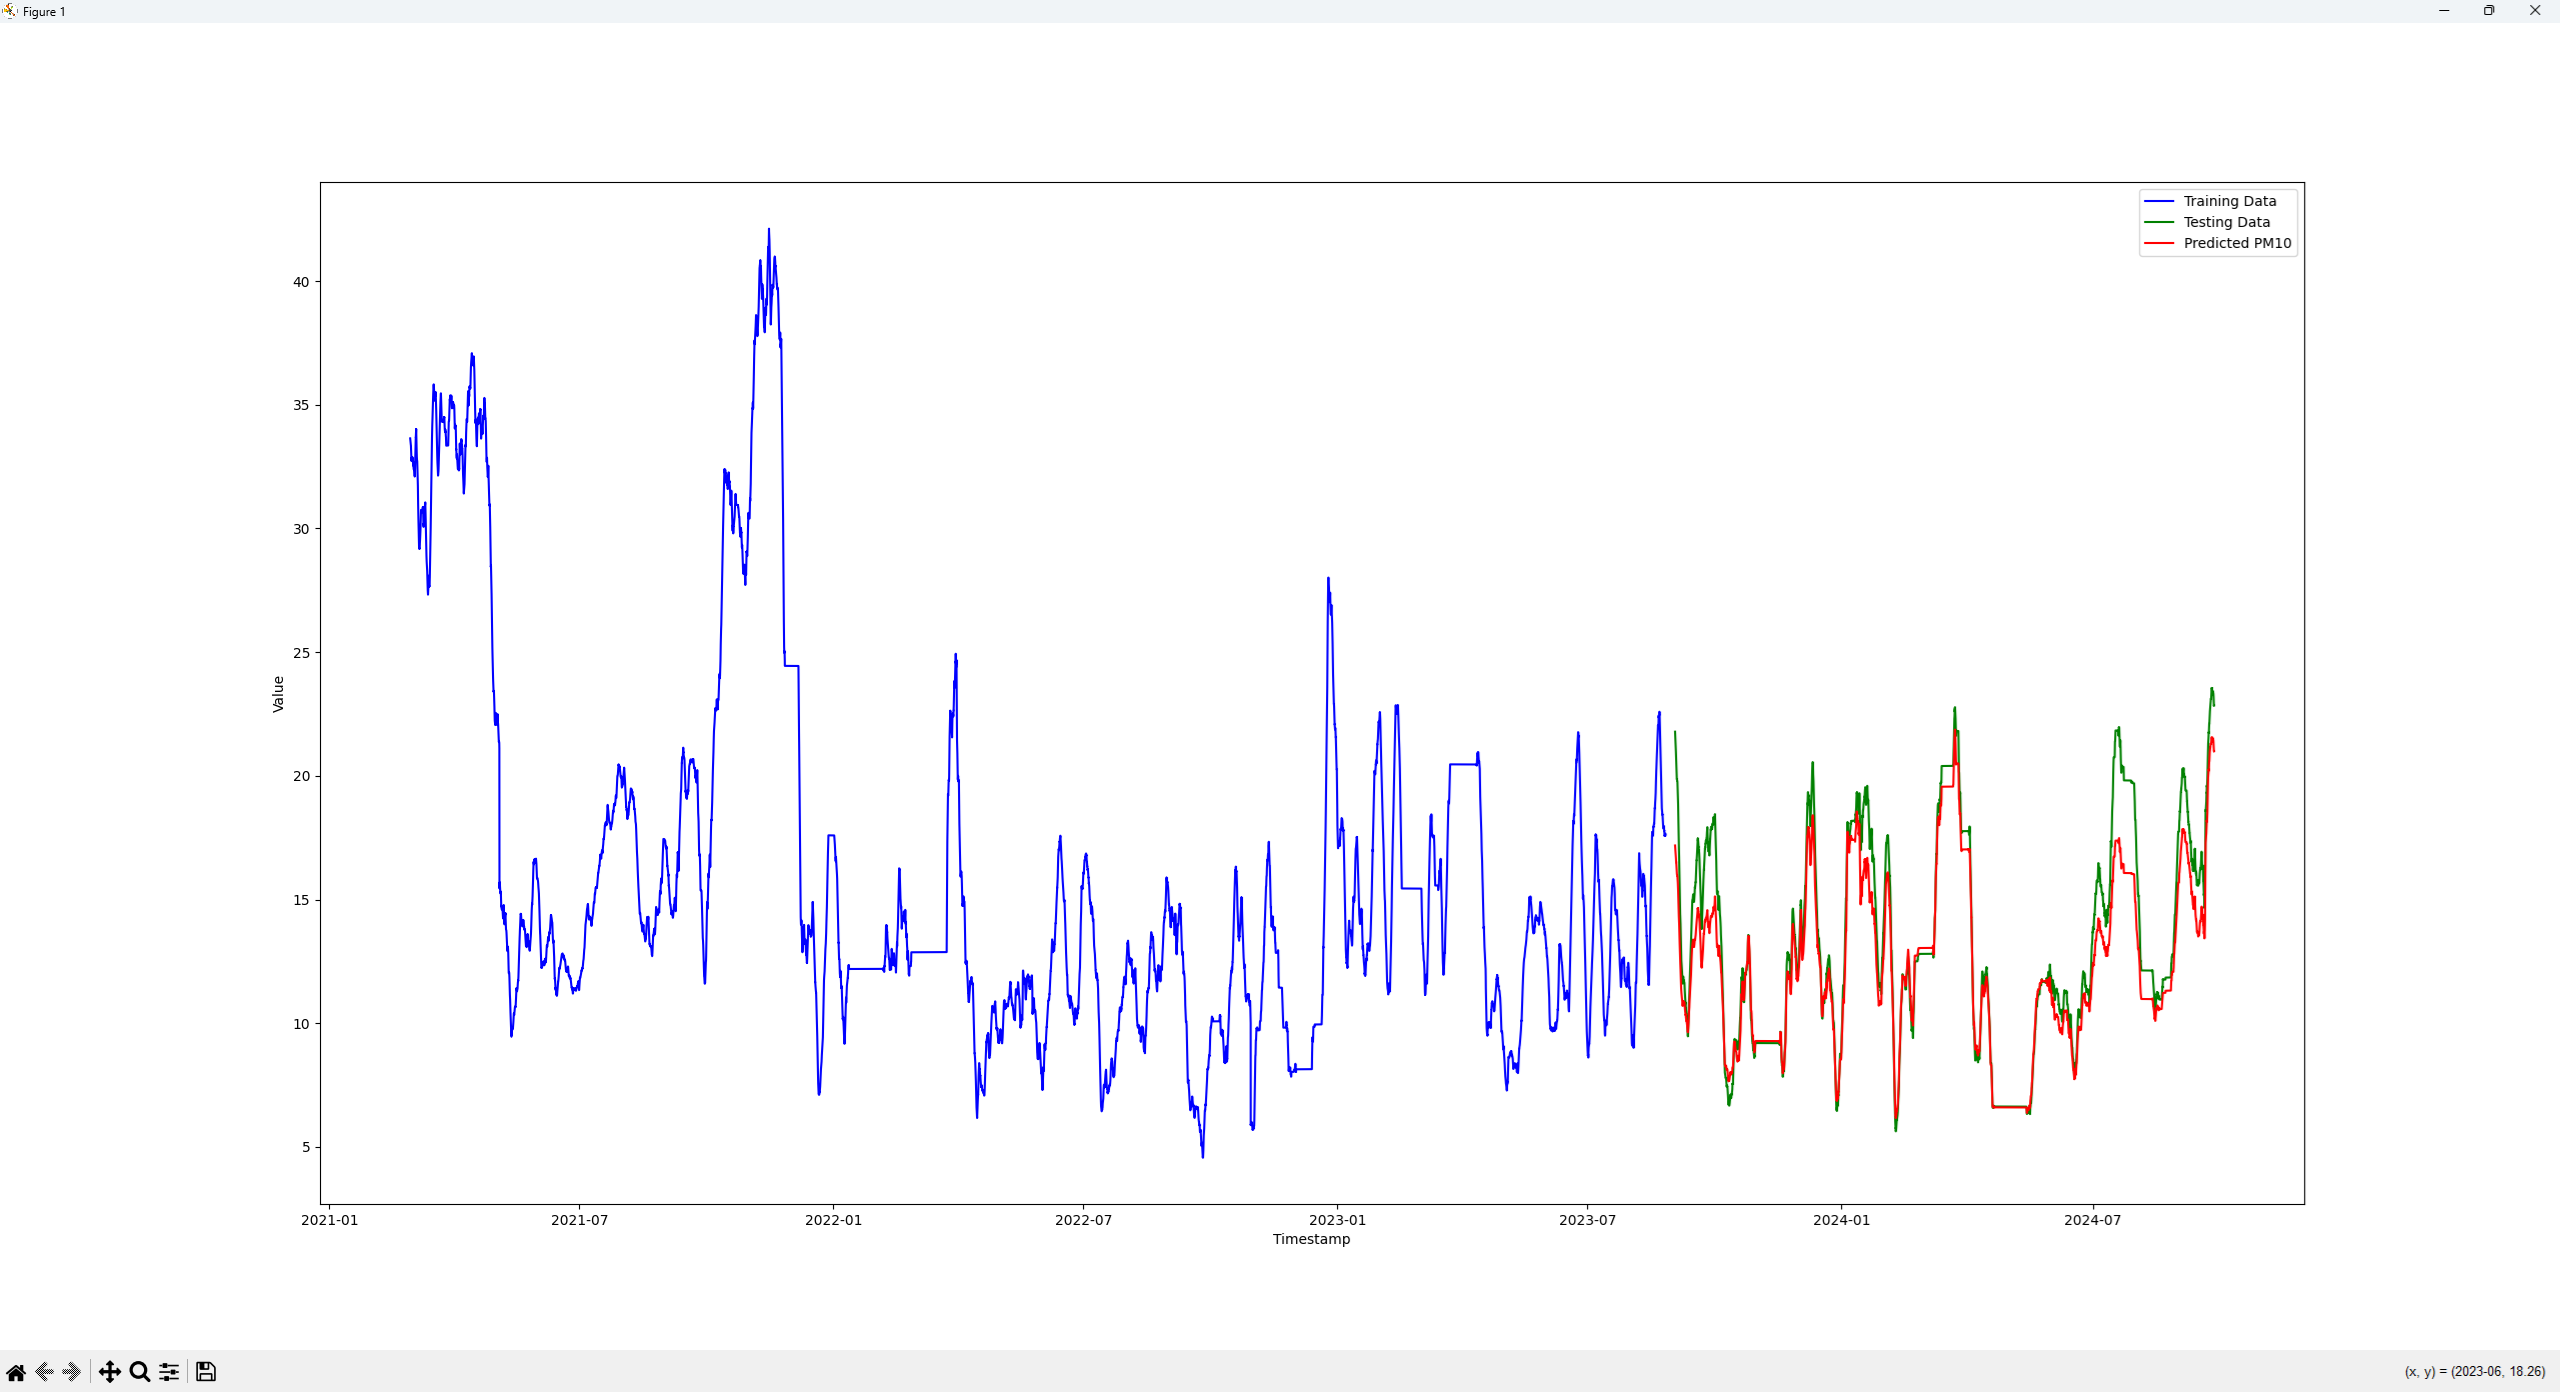 Figure 1
Training Data
Testing Data
Predicted PM10
40
35
30
25
20
15
10
5
Value
2021-01 2021-07 2022-01 2022-07 2023-01 2023-07 2024-01 2024-07
Timestamp
(x, y) = (2023-06, 18.26)